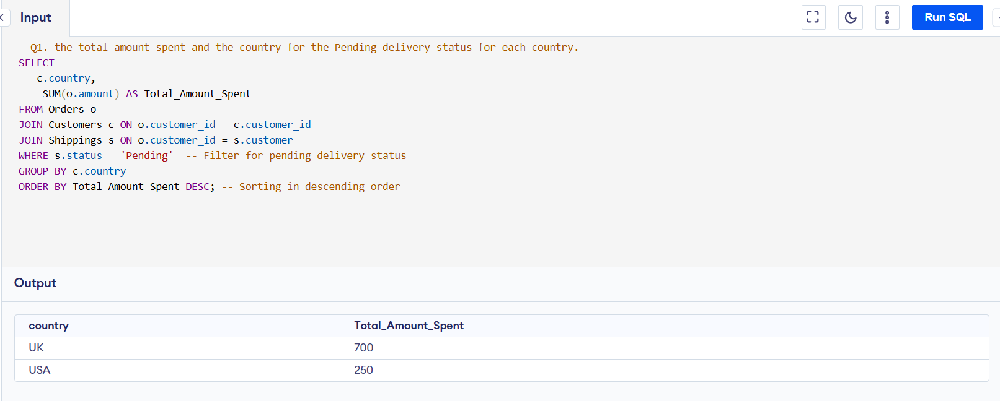 Input
Run SQL
--Q1. the total amount spent and the country for the Pending delivery status for each country.
SELECT
c.country,
SUM(o.amount) AS Total_Amount_Spent
FROM Orders o
JOIN Customers c ON o.customer_id = c.customer_id
JOIN Shippings s ON o.customer_id = s.customer
WHERE s.status = 'Pending'  -- Filter for pending delivery status
GROUP BY c.country
ORDER BY Total_Amount_Spent DESC; -- Sorting in descending order
Output
country Total_Amount_Spent
UK 700
USA 250